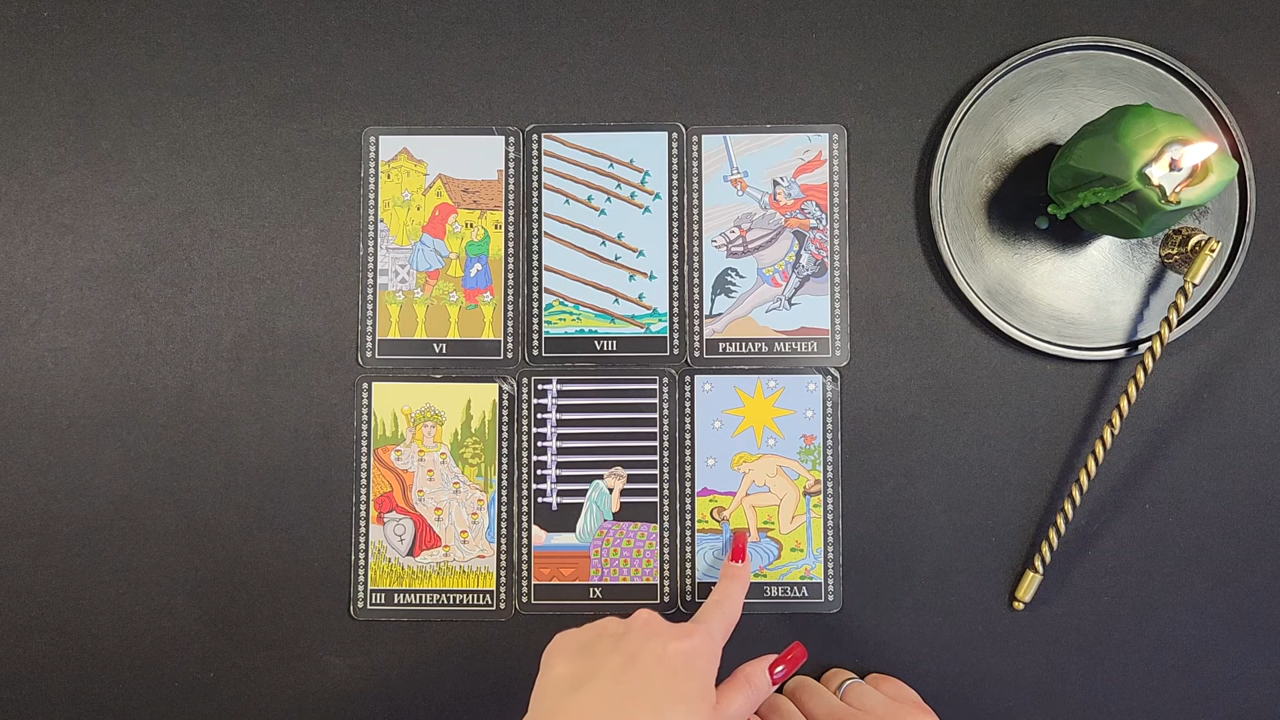 VI
VIII
РЫЦАРЬ МЕЧЕЙ
III ИМПЕРАТРИЦА
IX
ЗВЕЗДА